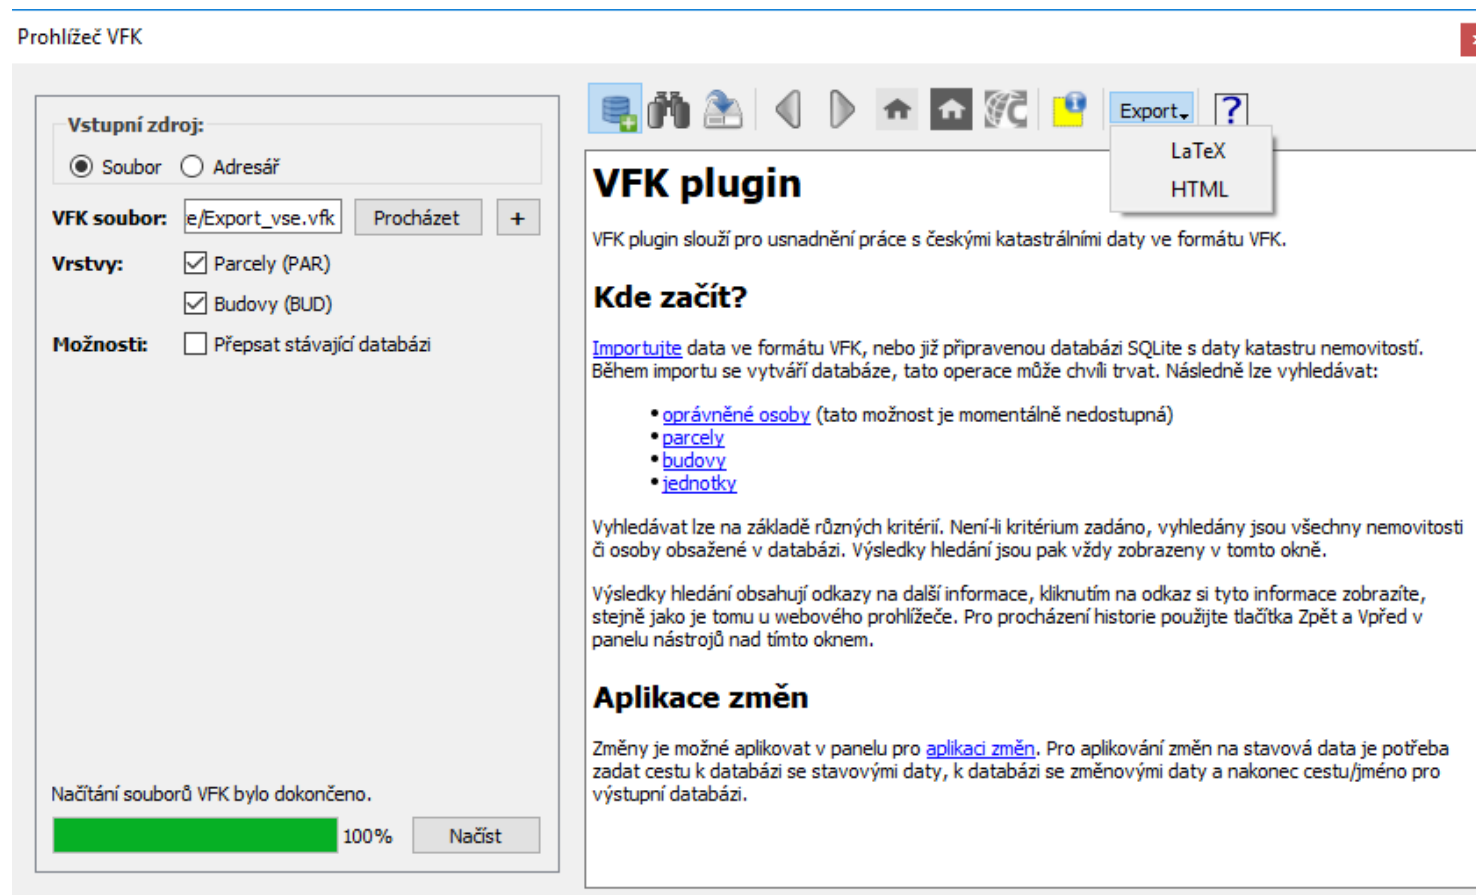 Prohlížeč VFK
Vstupní zdroj:
Soubor Adresář
VFK soubor: e/Export_vse.vfk Procházet +
Vrstvy: Parcely (PAR)
Budovy (BUD)
Možnosti: Přepsat stávající databázi
Načítání souborů VFK bylo dokončeno.
100% Načíst
Export
LaTeX
HTML
VFK plugin
VFK plugin slouží pro usnadnění práce s českými katastrálními daty ve formátu VFK.
Kde začít?
Importujte data ve formátu VFK, nebo již připravenou databázi SQLite s daty katastru nemovitostí.
Během importu se vytváří databáze, tato operace může chvíli trvat. Následně lze vyhledávat:
• oprávněné osoby (tato možnost je momentálně nedostupná)
• parcely
• budovy
• jednotky
Vyhledávat lze na základě různých kritérií. Není-li kritérium zadáno, vyhledány jsou všechny nemovitosti
či osoby obsažené v databázi. Výsledky hledání jsou pak vždy zobrazeny v tomto okně.
Výsledky hledání obsahují odkazy na další informace, kliknutím na odkaz si tyto informace zobrazíte,
stejně jako je tomu u webového prohlížeče. Pro procházení historie použijte tlačítka Zpět a Vpřed v
panelu nástrojů nad tímto oknem.
Aplikace změn
Změny je možné aplikovat v panelu pro aplikaci změn. Pro aplikování změn na stavová data je potřeba
zadat cestu k databázi se stavovými daty, k databázi se změnovými daty a nakonec cestu/jméno pro
výstupní databázi.